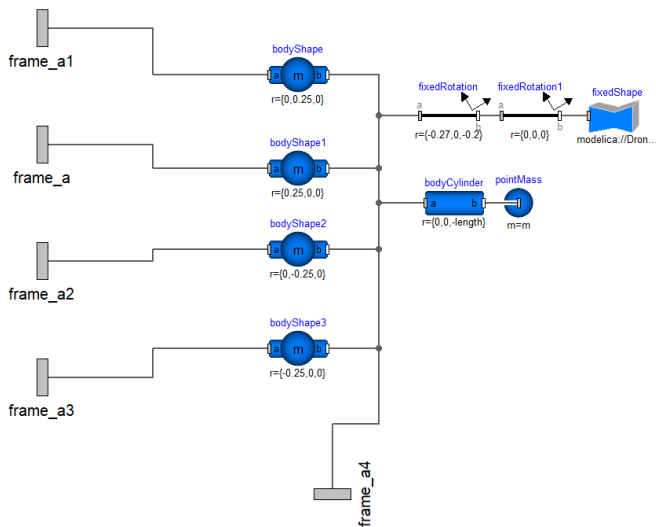 frame_a1
bodyShape
m
a
b
r={0,0.25,0}
fixedRotation
fixedRotation1
fixedShape
a
b
a
b
r={-0.27,0,-0.2}
r={0,0,0}
modelica://Dron...
frame_a
bodyShape1
a
m
b
r={0.25,0,0}
bodyCylinder
pointMass
a
b
r={0,0,-length}
m=m
frame_a2
bodyShape2
a
m
b
r={0,-0.25,0}
frame_a3
bodyShape3
a
m
b
r={-0.25,0,0}
frame_a4